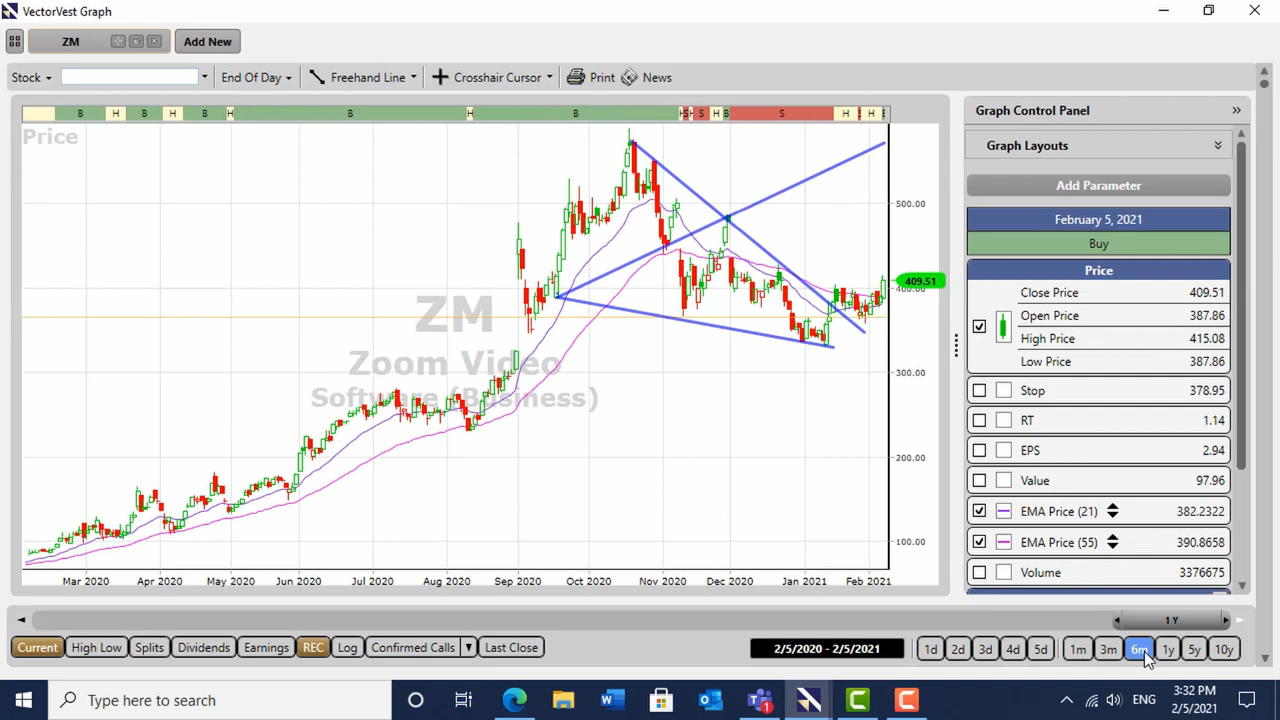 VectorVest Graph
ZM
Add New
Stock
End Of Day
Freehand Line
Crosshair Cursor
Print
News
B H B H B H B H B H S S H B S H H
Price
ZM
Zoom Video
Software (Business)
500.00
409.51
400.00
300.00
200.00
100.00
Mar 2020 Apr 2020 May 2020 Jun 2020 Jul 2020 Aug 2020 Sep 2020 Oct 2020 Nov 2020 Dec 2020 Jan 2021 Feb 2021
Graph Control Panel
Graph Layouts
Add Parameter
February 5, 2021
Buy
Price
Close Price 409.51
Open Price 387.86
High Price 415.08
Low Price 387.86
Stop 378.95
RT 1.14
EPS 2.94
Value 97.96
EMA Price (21) 382.2322
EMA Price (55) 390.8658
Volume 3376675
1 Y
Current High Low Splits Dividends Earnings REC Log Confirmed Calls Last Close
2/5/2020 - 2/5/2021
1d 2d 3d 4d 5d 1m 3m 6m 1y 5y 10y
Type here to search
1
ENG
3:32 PM
2/5/2021